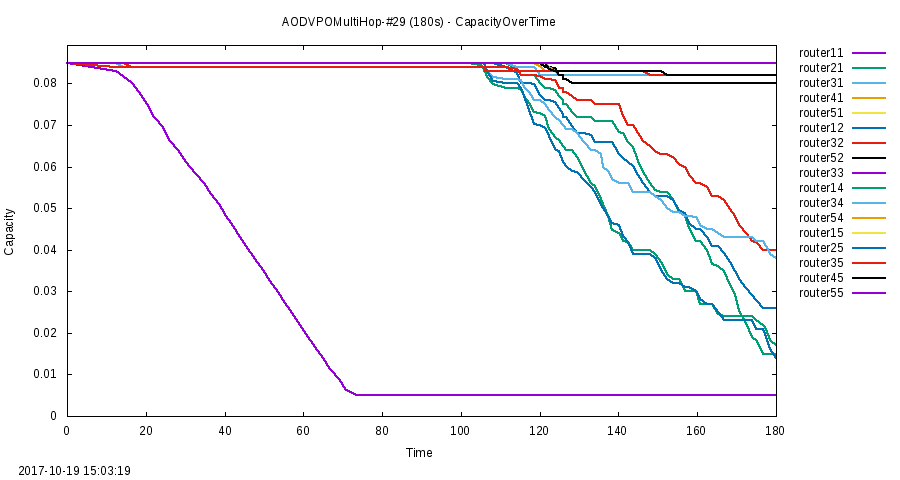 AODVPOMultiHop-#29 (180s) - CapacityOverTime
router11
router21
router31
router41
router51
router12
router32
router52
router33
router14
router34
router54
router15
router25
router35
router45
router55
Capacity
0.08
0.07
0.06
0.05
0.04
0.03
0.02
0.01
0
0 20 40 60 80 100 120 140 160 180
Time
2017-10-19 15:03:19